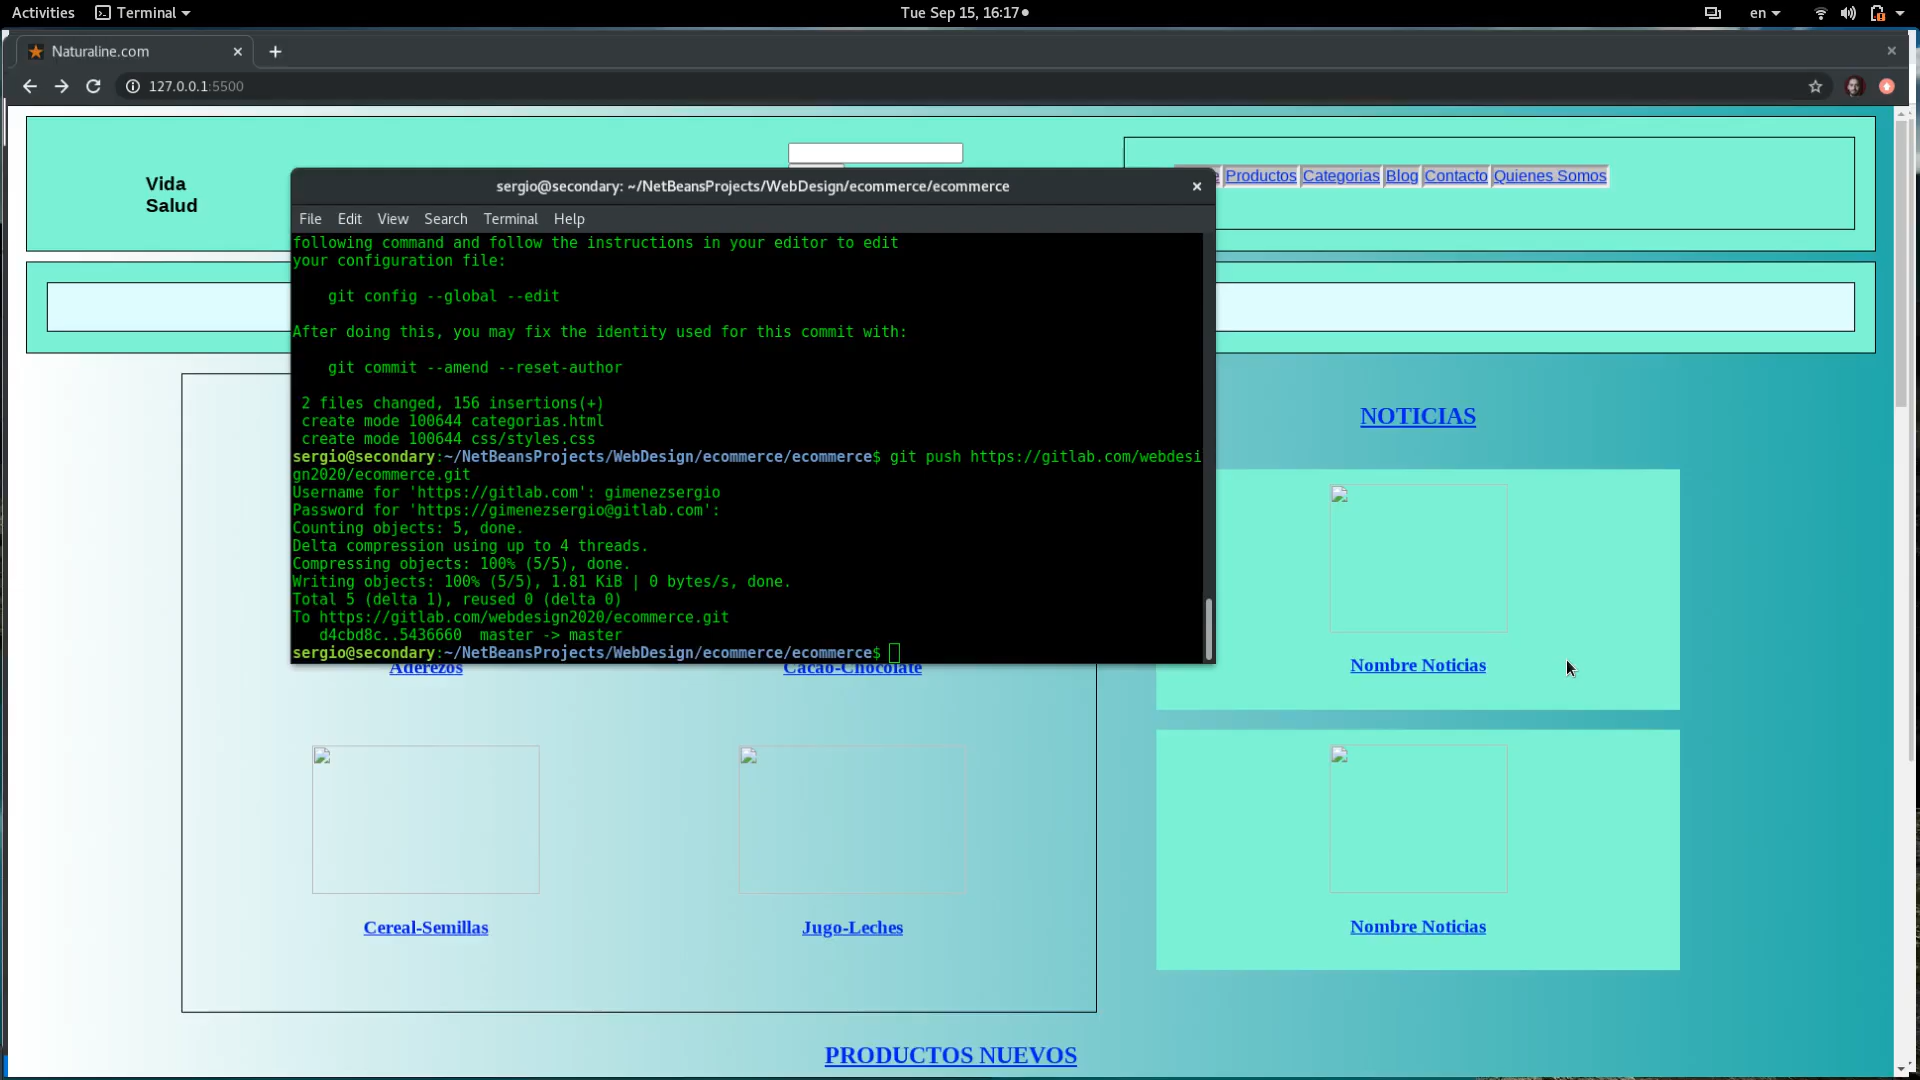 Activities Terminal Tue Sep 15, 16:17 en
Naturaline.com
127.0.0.1:5500
Vida
Salud
Productos Categorias Blog Contacto Quienes Somos
sergio@secondary: ~/NetBeansProjects/WebDesign/ecommerce/ecommerce
File Edit View Search Terminal Help
following command and follow the instructions in your editor to edit
your configuration file:
git config --global --edit
After doing this, you may fix the identity used for this commit with:
git commit --amend --reset-author
2 files changed, 156 insertions(+)
create mode 100644 categorias.html
create mode 100644 css/styles.css
sergio@secondary:~/NetBeansProjects/WebDesign/ecommerce/ecommerce$ git push https://gitlab.com/webdesi
gn2020/ecommerce.git
Username for 'https://gitlab.com': gimenezsergio
Password for 'https://gimenezsergio@gitlab.com':
Counting objects: 5, done.
Delta compression using up to 4 threads.
Compressing objects: 100% (5/5), done.
Writing objects: 100% (5/5), 1.81 KiB | 0 bytes/s, done.
Total 5 (delta 1), reused 0 (delta 0)
To https://gitlab.com/webdesign2020/ecommerce.git
d4cbd8c..5436660 master -> master
sergio@secondary:~/NetBeansProjects/WebDesign/ecommerce/ecommerce$
Aderezos
Cacao-Chocolate
Cereal-Semillas
Jugo-Leches
NOTICIAS
Nombre Noticias
Nombre Noticias
PRODUCTOS NUEVOS